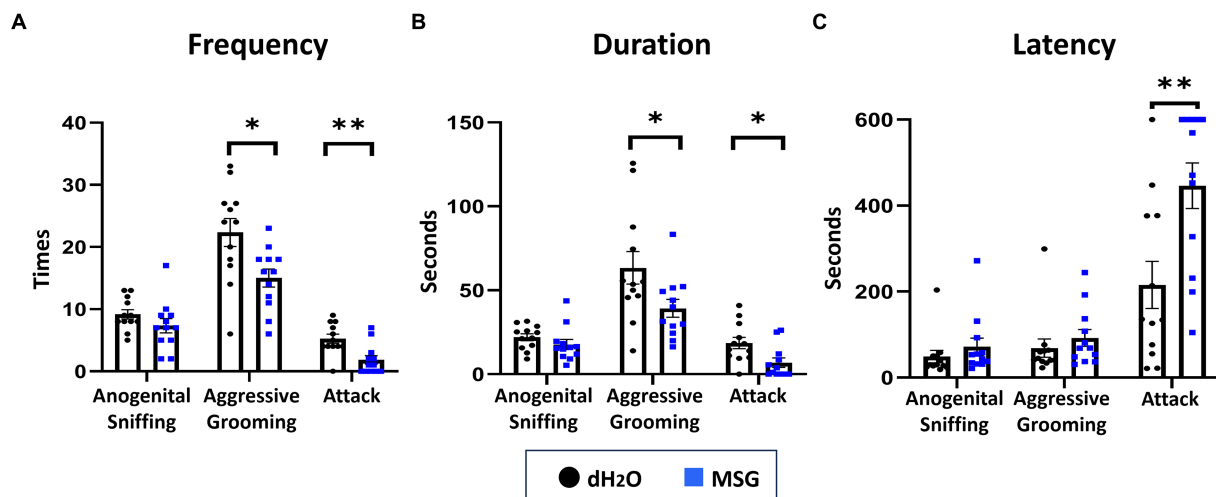 A
Frequency
B
Duration
C
Latency
Times
40
30
20
10
0
*
**
Anogenital
Sniffing
Aggressive
Grooming
Attack
Seconds
150
100
50
0
*
*
Anogenital
Sniffing
Aggressive
Grooming
Attack
Seconds
600
400
200
0
**
Anogenital
Sniffing
Aggressive
Grooming
Attack
dH2O
MSG